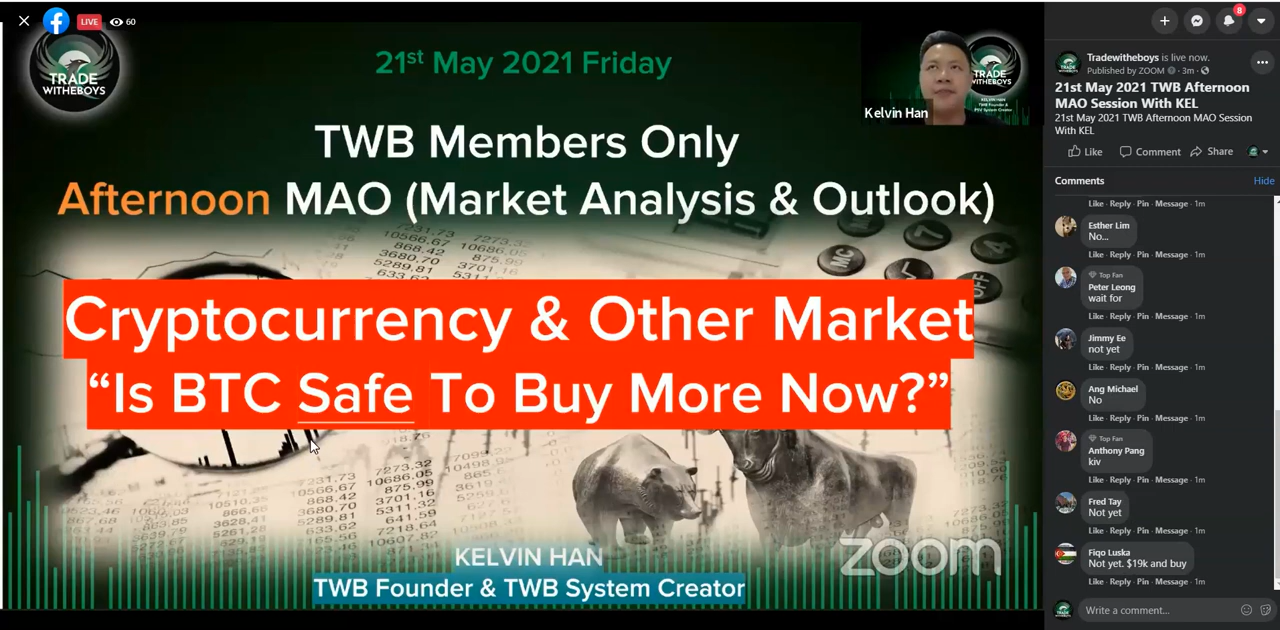 LIVE
60
8
TRADE
WITHEBOYS
21st May 2021 Friday
TRADE
WITHEBOYS
KELVIN HAN
Kelvin Han
TWB Members Only
Afternoon MAO (Market Analysis & Outlook)
Cryptocurrency & Other Market
“Is BTC Safe To Buy More Now?”
KELVIN HAN
TWB Founder & TWB System Creator
zoom
Tradewitheboys is live now.
Published by ZOOM · 3m ·
21st May 2021 TWB Afternoon
MAO Session With KEL
21st May 2021 TWB Afternoon MAO Session
With KEL
Like Comment Share
Comments Hide
Like · Reply · Pin · Message · 1m
Esther Lim
No...
Like · Reply · Pin · Message · 1m
Top Fan
Peter Leong
wait for
Like · Reply · Pin · Message · 1m
Jimmy Ee
not yet
Like · Reply · Pin · Message · 1m
Ang Michael
No
Like · Reply · Pin · Message · 1m
Top Fan
Anthony Pang
kiv
Like · Reply · Pin · Message · 1m
Fred Tay
Not yet
Like · Reply · Pin · Message · 1m
Fiqo Luska
Not yet. $19k and buy
Like · Reply · Pin · Message · 1m
Write a comment...